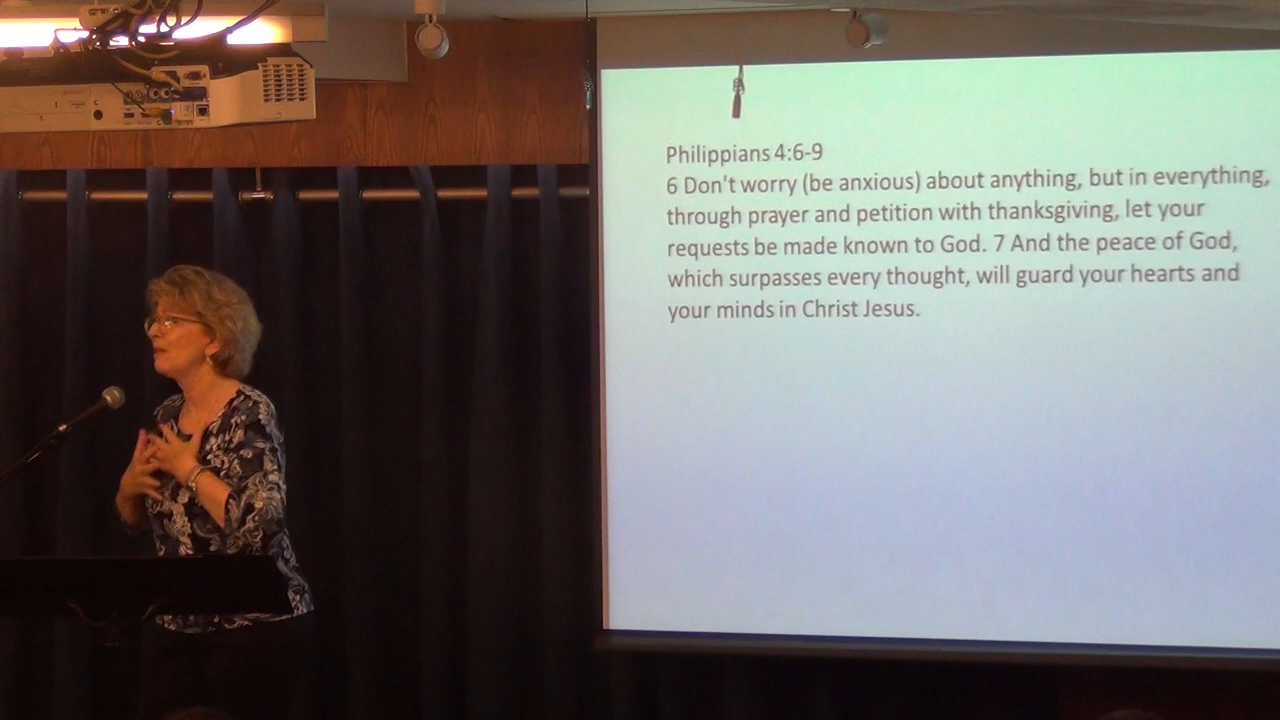 Philippians 4:6-9
6 Don't worry (be anxious) about anything, but in everything,
through prayer and petition with thanksgiving, let your
requests be made known to God. 7 And the peace of God,
which surpasses every thought, will guard your hearts and
your minds in Christ Jesus.